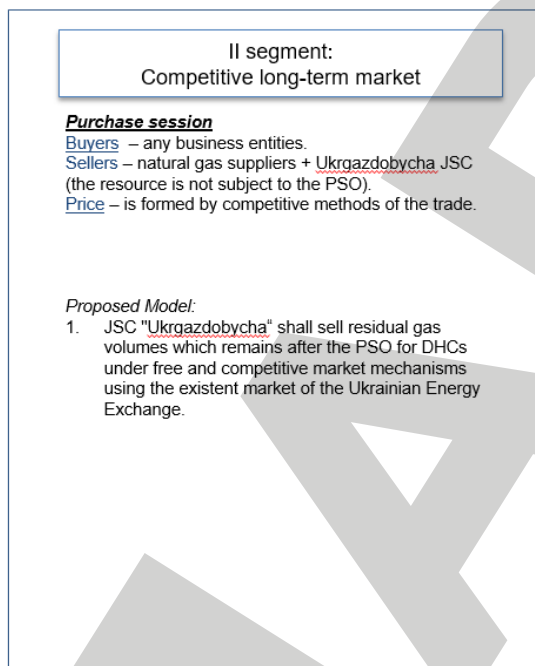 II segment:
Competitive long-term market
Purchase session
Buyers – any business entities.
Sellers – natural gas suppliers + Ukrgazdobycha JSC
(the resource is not subject to the PSO).
Price – is formed by competitive methods of the trade.
Proposed Model:
1. JSC "Ukrgazdobycha“ shall sell residual gas
volumes which remains after the PSO for DHCs
under free and competitive market mechanisms
using the existent market of the Ukrainian Energy
Exchange.